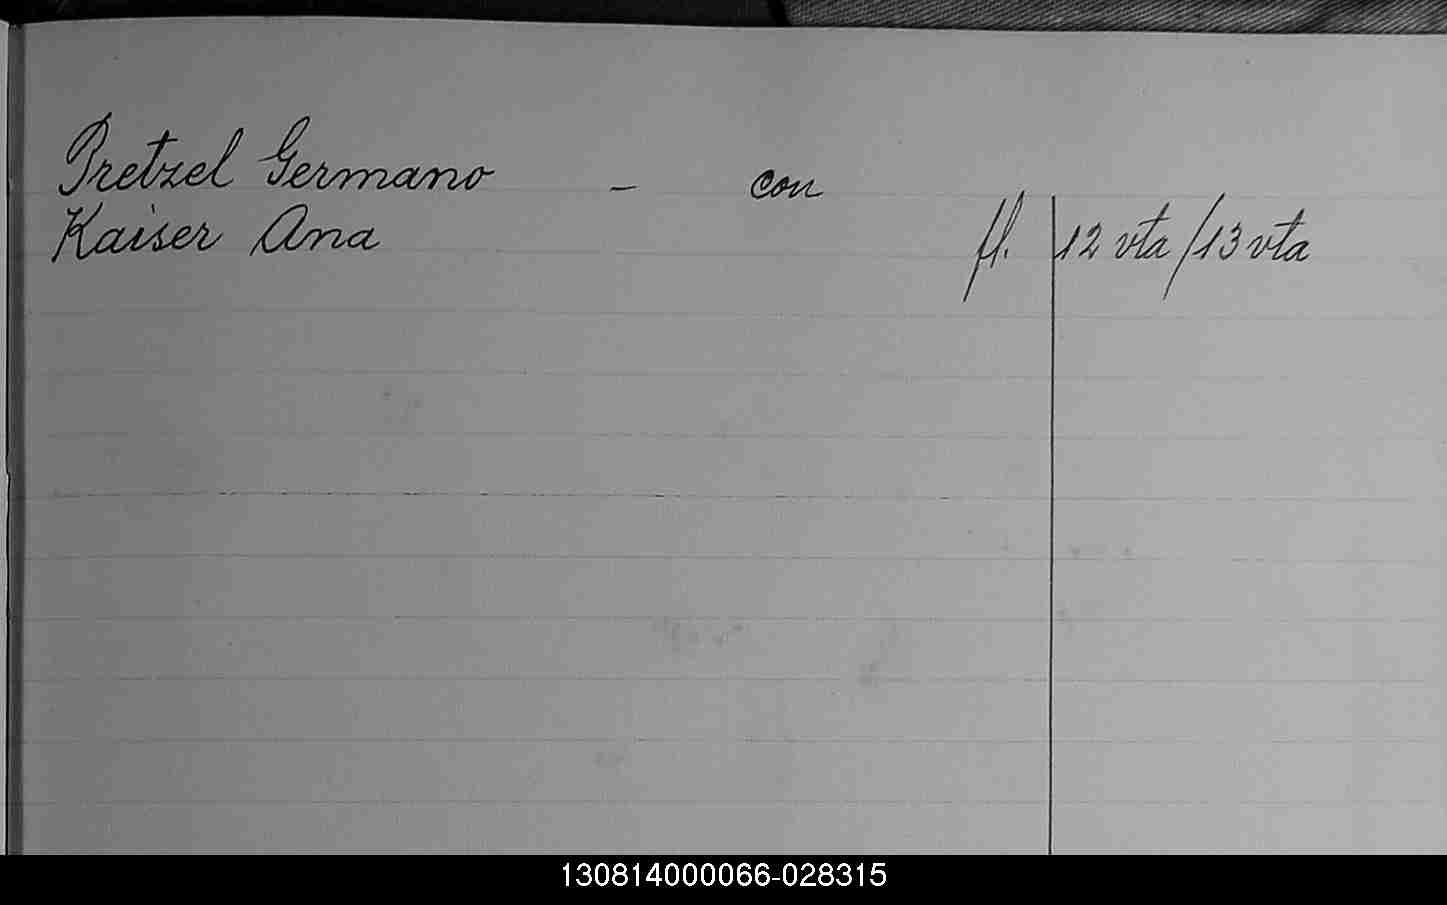 Pretzel Germano - con
Kaiser Ana fl. 12 vta/13 vta
130814000066-028315